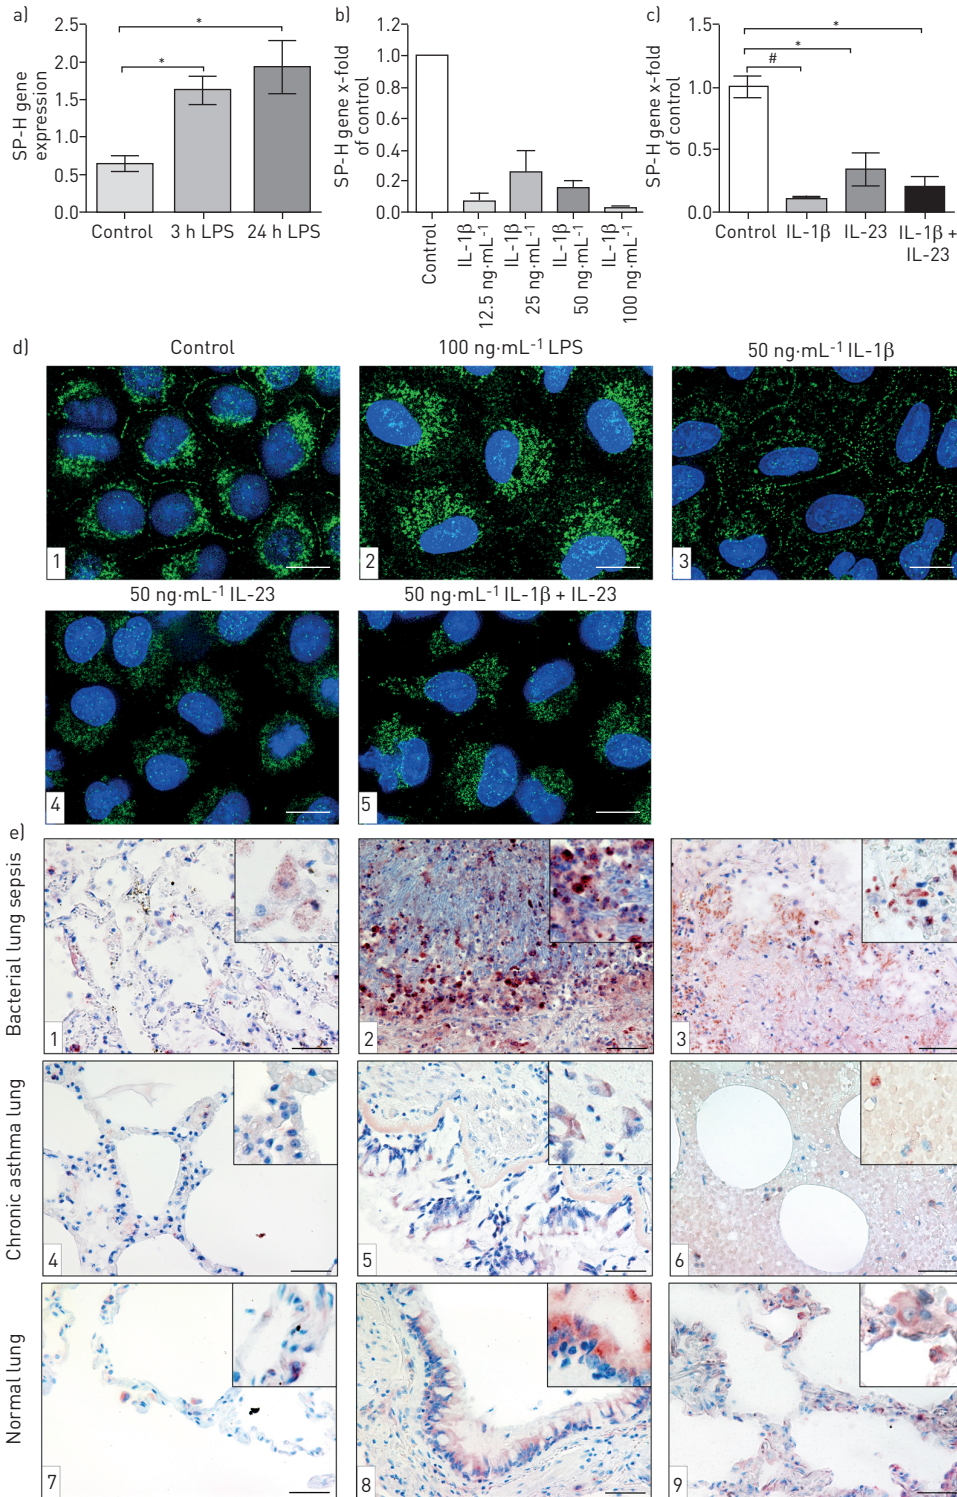 a)
SP-H gene
expression
2.5
2.0
1.5
1.0
0.5
0.0
*
*
Control
3 h LPS
24 h LPS
b)
SP-H gene x-fold
of control
1.2
1.0
0.8
0.6
0.4
0.2
0.0
Control
IL-1β
12.5 ng·mL⁻¹
IL-1β
25 ng·mL⁻¹
IL-1β
50 ng·mL⁻¹
IL-1β
100 ng·mL⁻¹
c)
SP-H gene x-fold
of control
1.5
1.0
0.5
0.0
*
*
#
Control
IL-1β
IL-23
IL-1β +
IL-23
d)
Control
100 ng·mL⁻¹ LPS
50 ng·mL⁻¹ IL-1β
1
2
3
50 ng·mL⁻¹ IL-23
50 ng·mL⁻¹ IL-1β + IL-23
4
5
e)
Bacterial lung sepsis
1
2
3
Chronic asthma lung
4
5
6
Normal lung
7
8
9